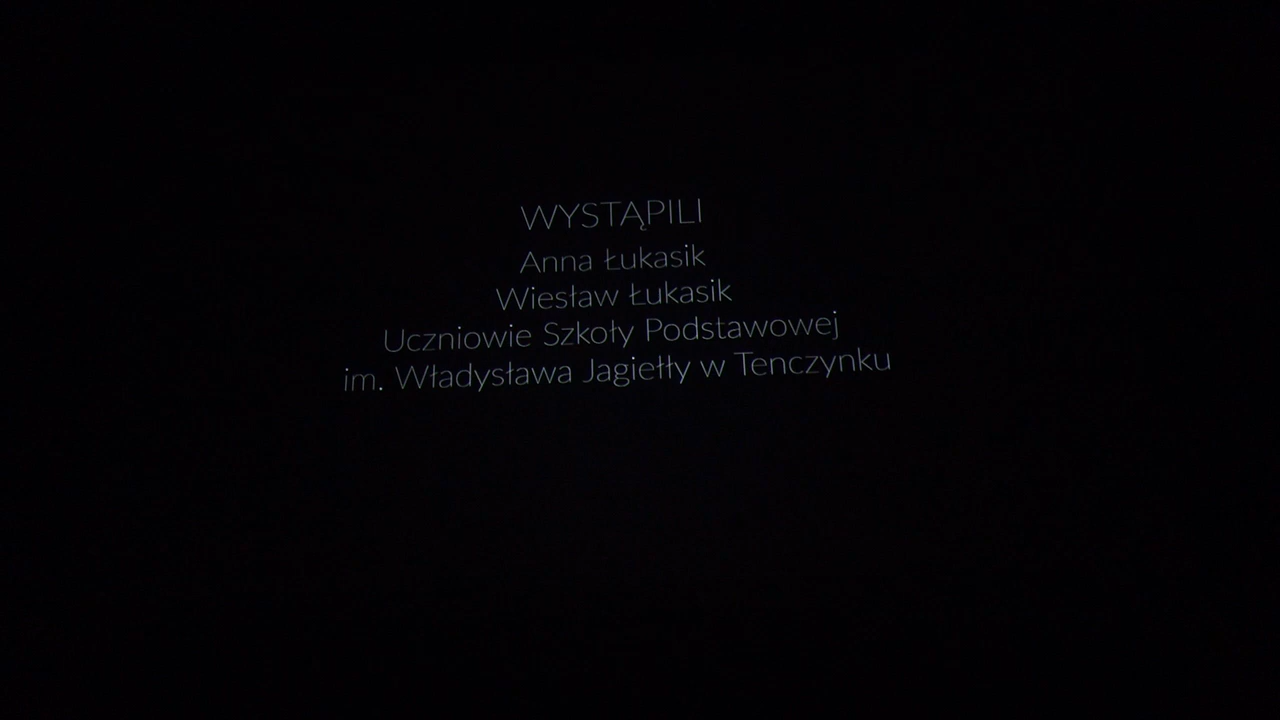 WYSTĄPILI
Anna Łukasik
Wiesław Łukasik
Uczniowie Szkoły Podstawowej
im. Władysława Jagiełły w Tenczynku